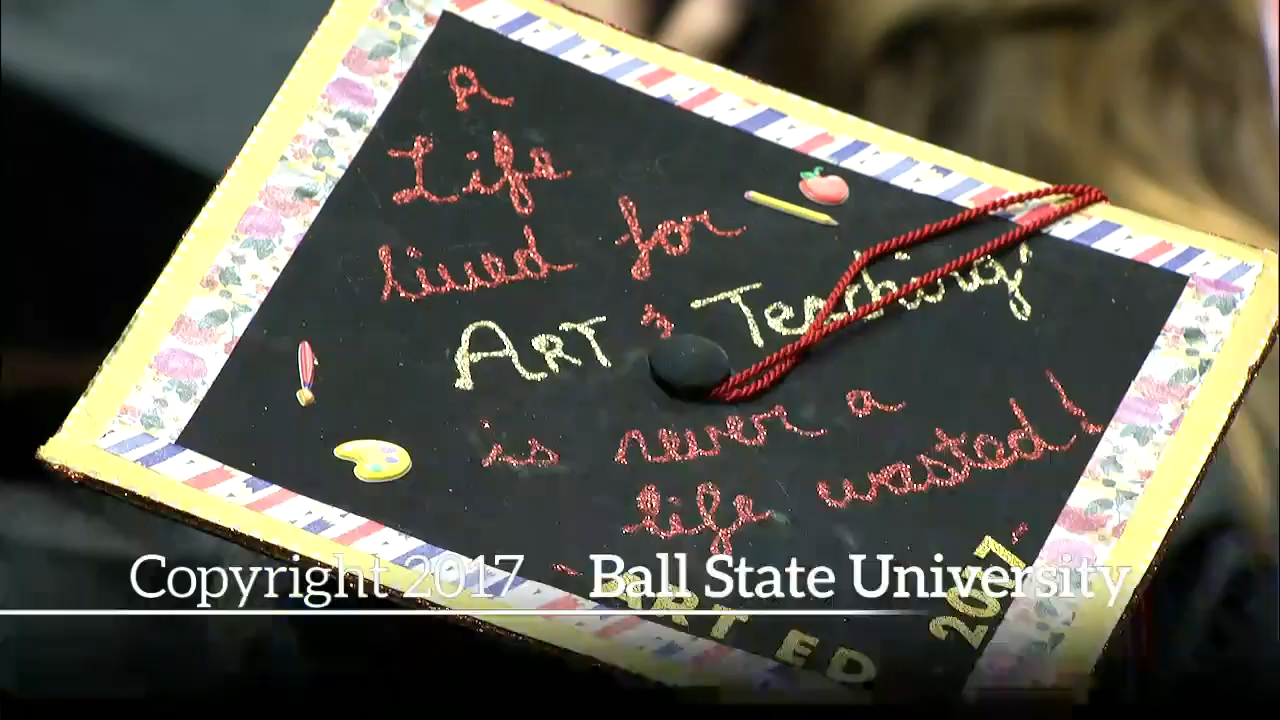 A
Life
lived for
ART & Teaching
is never a
life wasted!
- ART ED 2017 -
Copyright 2017 Ball State University